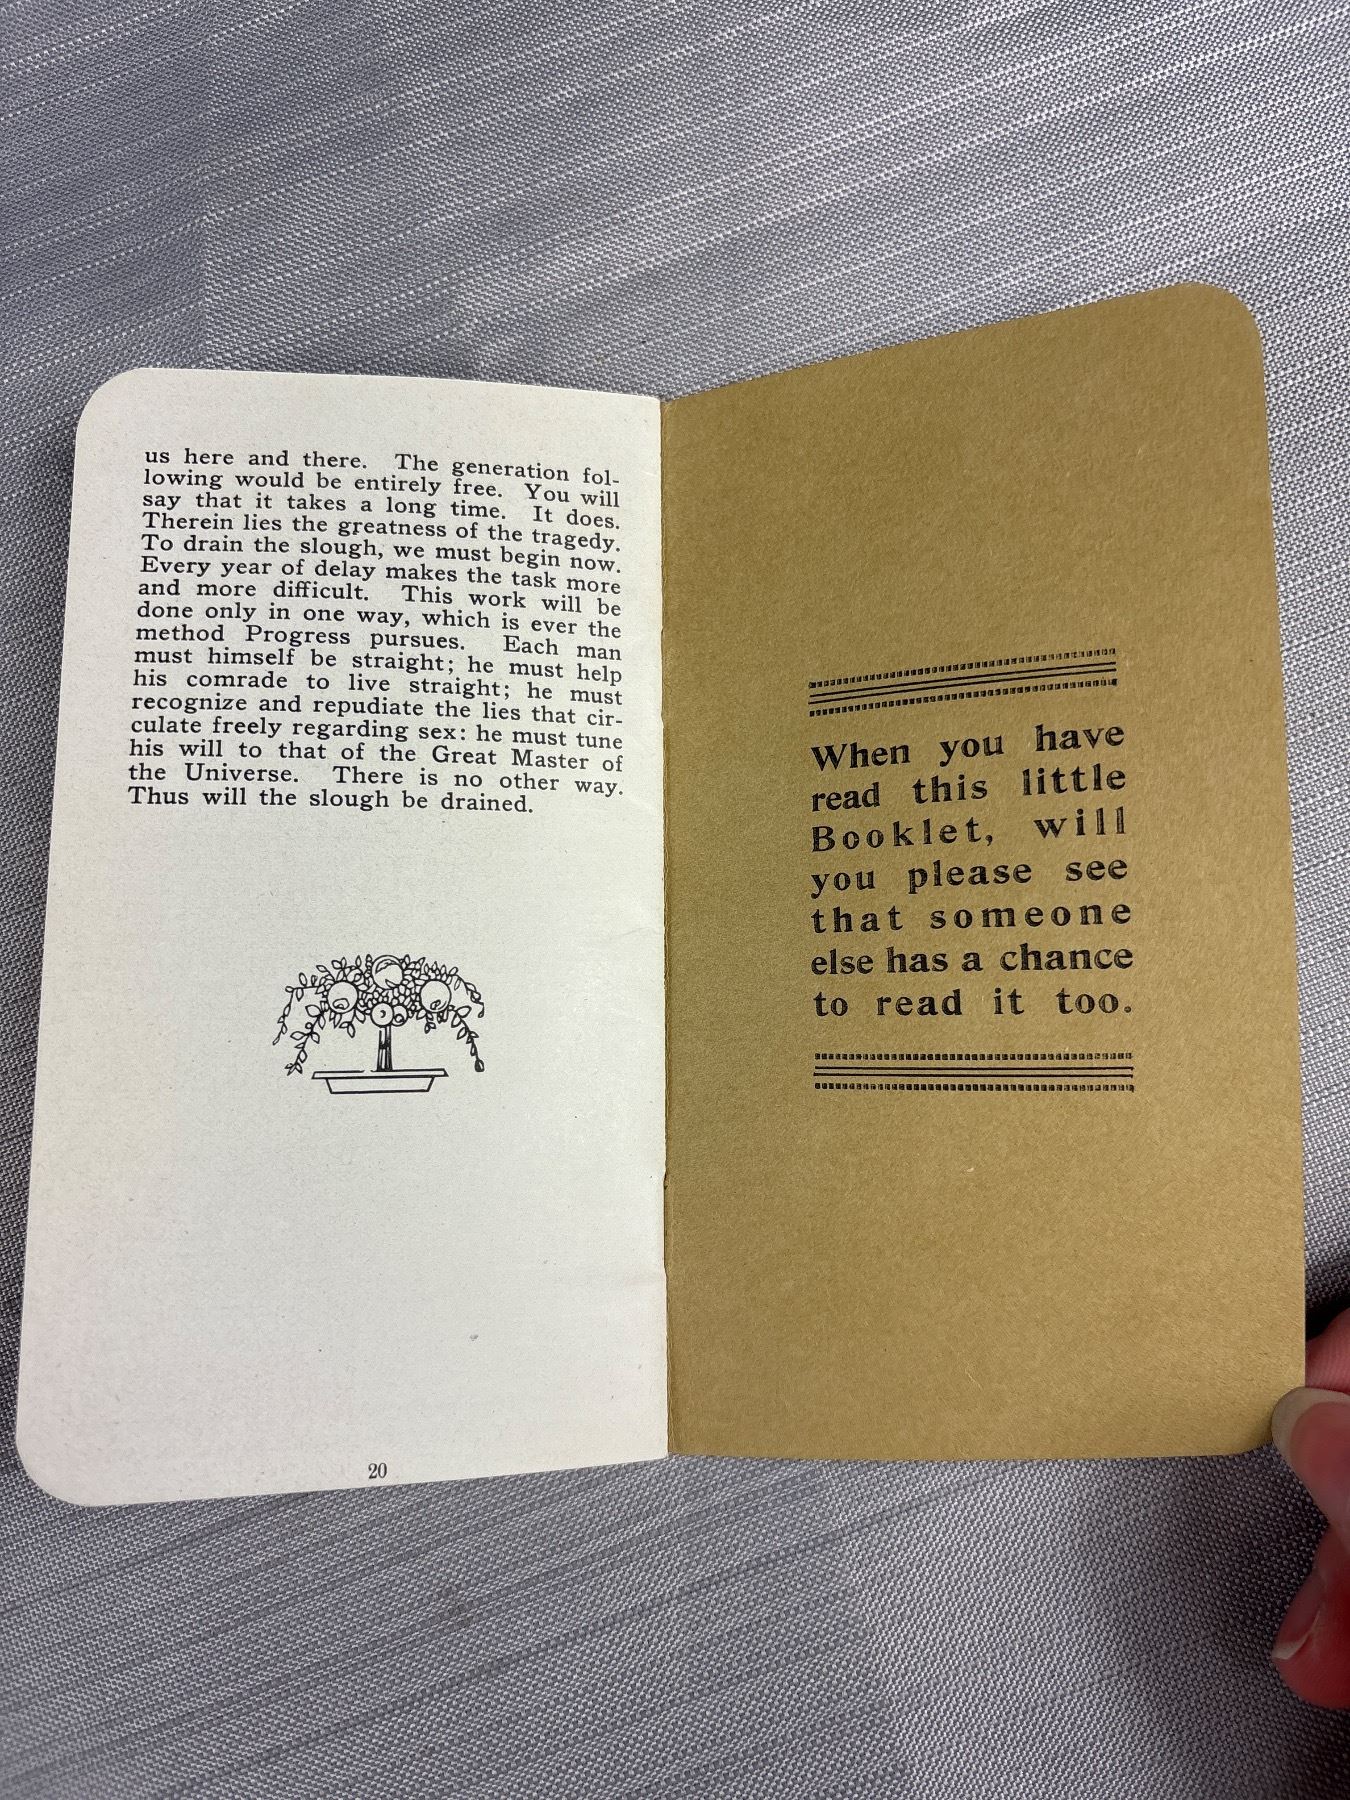 us here and there. The generation fol-
lowing would be entirely free. You will
say that it takes a long time. It does.
Therein lies the greatness of the tragedy.
To drain the slough, we must begin now.
Every year of delay makes the task more
and more difficult. This work will be
done only in one way, which is ever the
method Progress pursues. Each man
must himself be straight; he must help
his comrade to live straight; he must
recognize and repudiate the lies that cir-
culate freely regarding sex: he must tune
his will to that of the Great Master of
the Universe. There is no other way.
Thus will the slough be drained.
20
When you have
read this little
Booklet, will
you please see
that someone
else has a chance
to read it too.